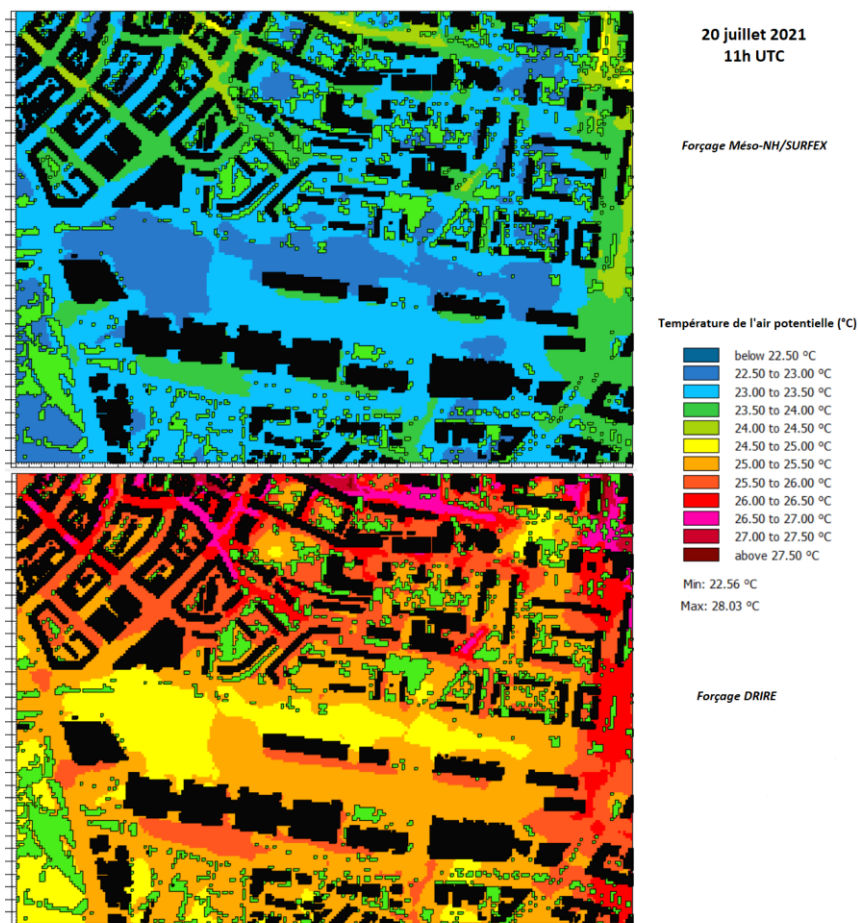 20 juillet 2021
11h UTC
Forçage Méso-NH/SURFEX
Température de l'air potentielle (°C)
below 22.50 °C
22.50 to 23.00 °C
23.00 to 23.50 °C
23.50 to 24.00 °C
24.00 to 24.50 °C
24.50 to 25.00 °C
25.00 to 25.50 °C
25.50 to 26.00 °C
26.00 to 26.50 °C
26.50 to 27.00 °C
27.00 to 27.50 °C
above 27.50 °C
Min: 22.56 °C
Max: 28.03 °C
Forçage DRIRE